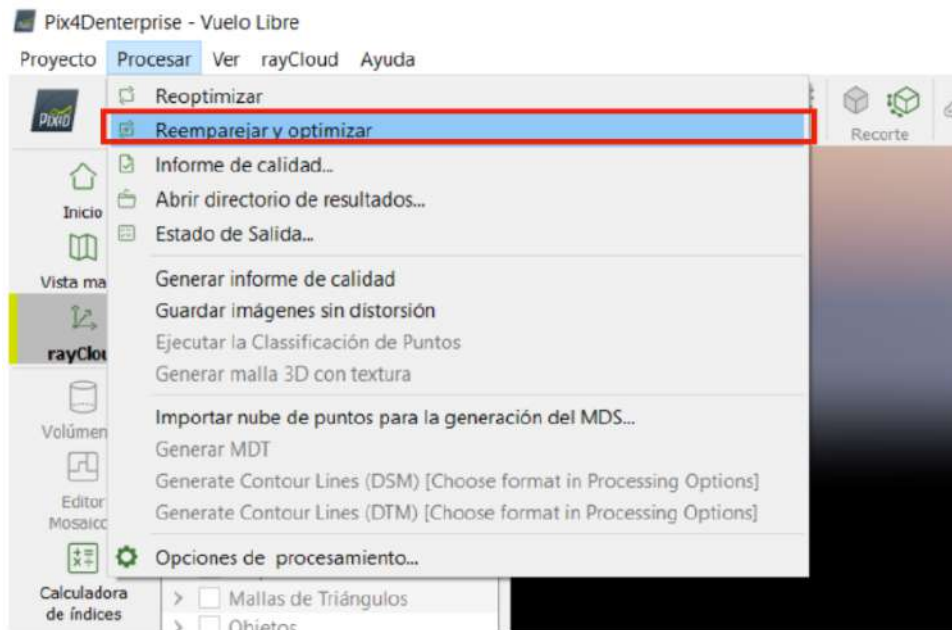 Pix4Denterprise - Vuelo Libre
Proyecto Procesar Ver rayCloud Ayuda
PIX4D
Reoptimizar
Reemparejar y optimizar
Informe de calidad...
Abrir directorio de resultados...
Estado de Salida...
Generar informe de calidad
Guardar imágenes sin distorsión
Ejecutar la Classificación de Puntos
Generar malla 3D con textura
Importar nube de puntos para la generación del MDS...
Generar MDT
Generate Contour Lines (DSM) [Choose format in Processing Options]
Generate Contour Lines (DTM) [Choose format in Processing Options]
Opciones de procesamiento...
Recorte
Inicio
Vista ma
rayClou
Volúmen
Editor
Mosaico
Calculadora
de índices
Mallas de Triángulos
Objetos